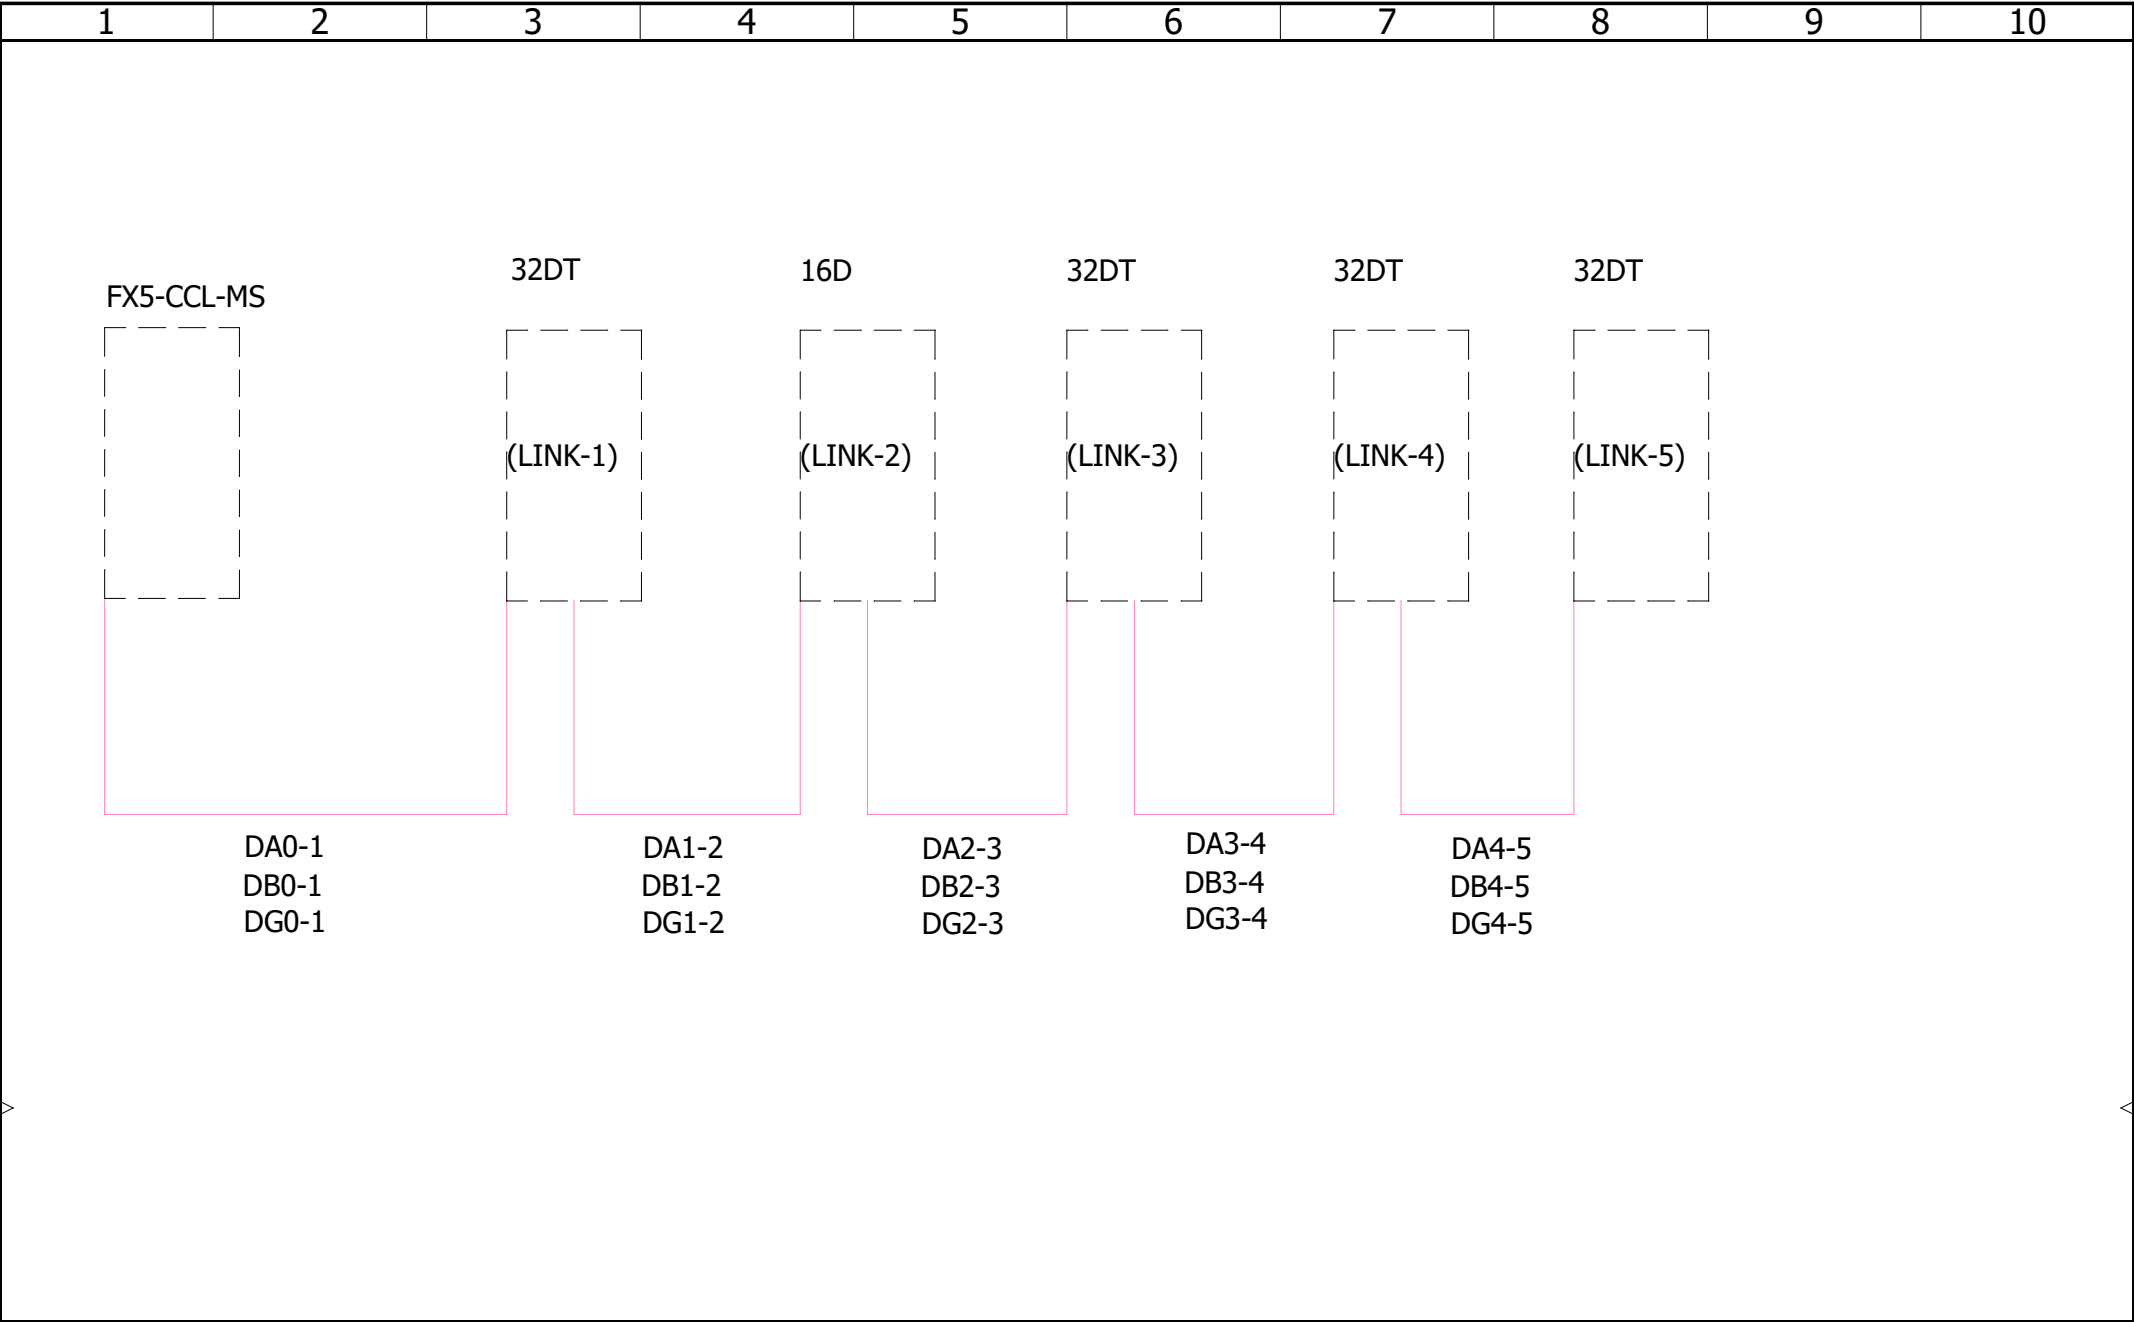 1 2 3 4 5 6 7 8 9 10
32DT 16D 32DT 32DT 32DT
FX5-CCL-MS
(LINK-1) (LINK-2) (LINK-3) (LINK-4) (LINK-5)
DA0-1 DA1-2 DA2-3 DA3-4 DA4-5
DB0-1 DB1-2 DB2-3 DB3-4 DB4-5
DG0-1 DG1-2 DG2-3 DG3-4 DG4-5